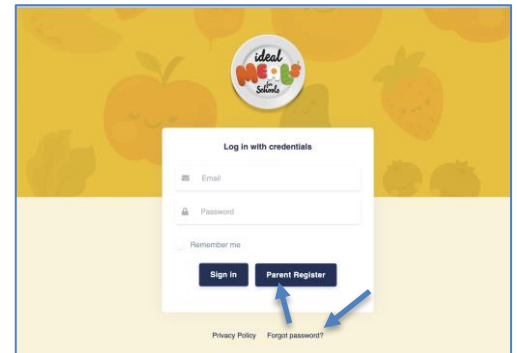 ideal
MEALS
for
Schools
Log in with credentials
Email
Password
Remember me
Sign in Parent Register
Privacy Policy Forgot password?